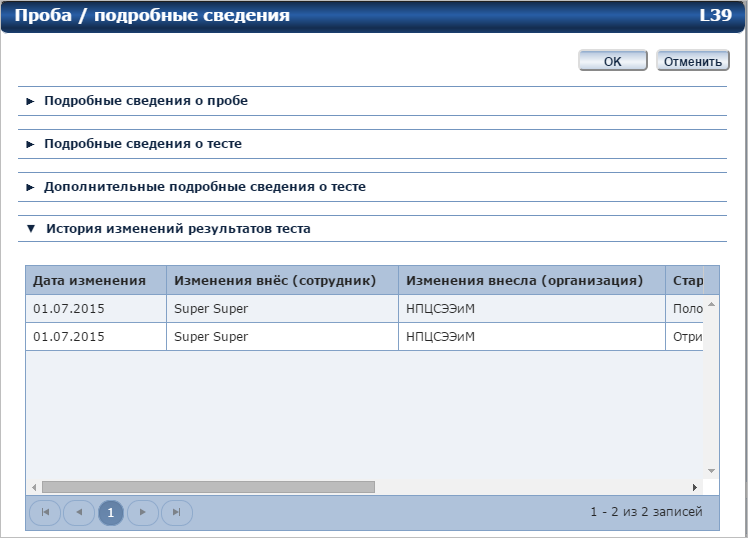 Проба / подробные сведения L39
OK Отменить
Подробные сведения о пробе
Подробные сведения о тесте
Дополнительные подробные сведения о тесте
История изменений результатов теста
Дата изменения Изменения внёс (сотрудник) Изменения внесла (организация) Стар
01.07.2015 Super Super НПЦСЭЭиМ Поло
01.07.2015 Super Super НПЦСЭЭиМ Отри
1 1 - 2 из 2 записей